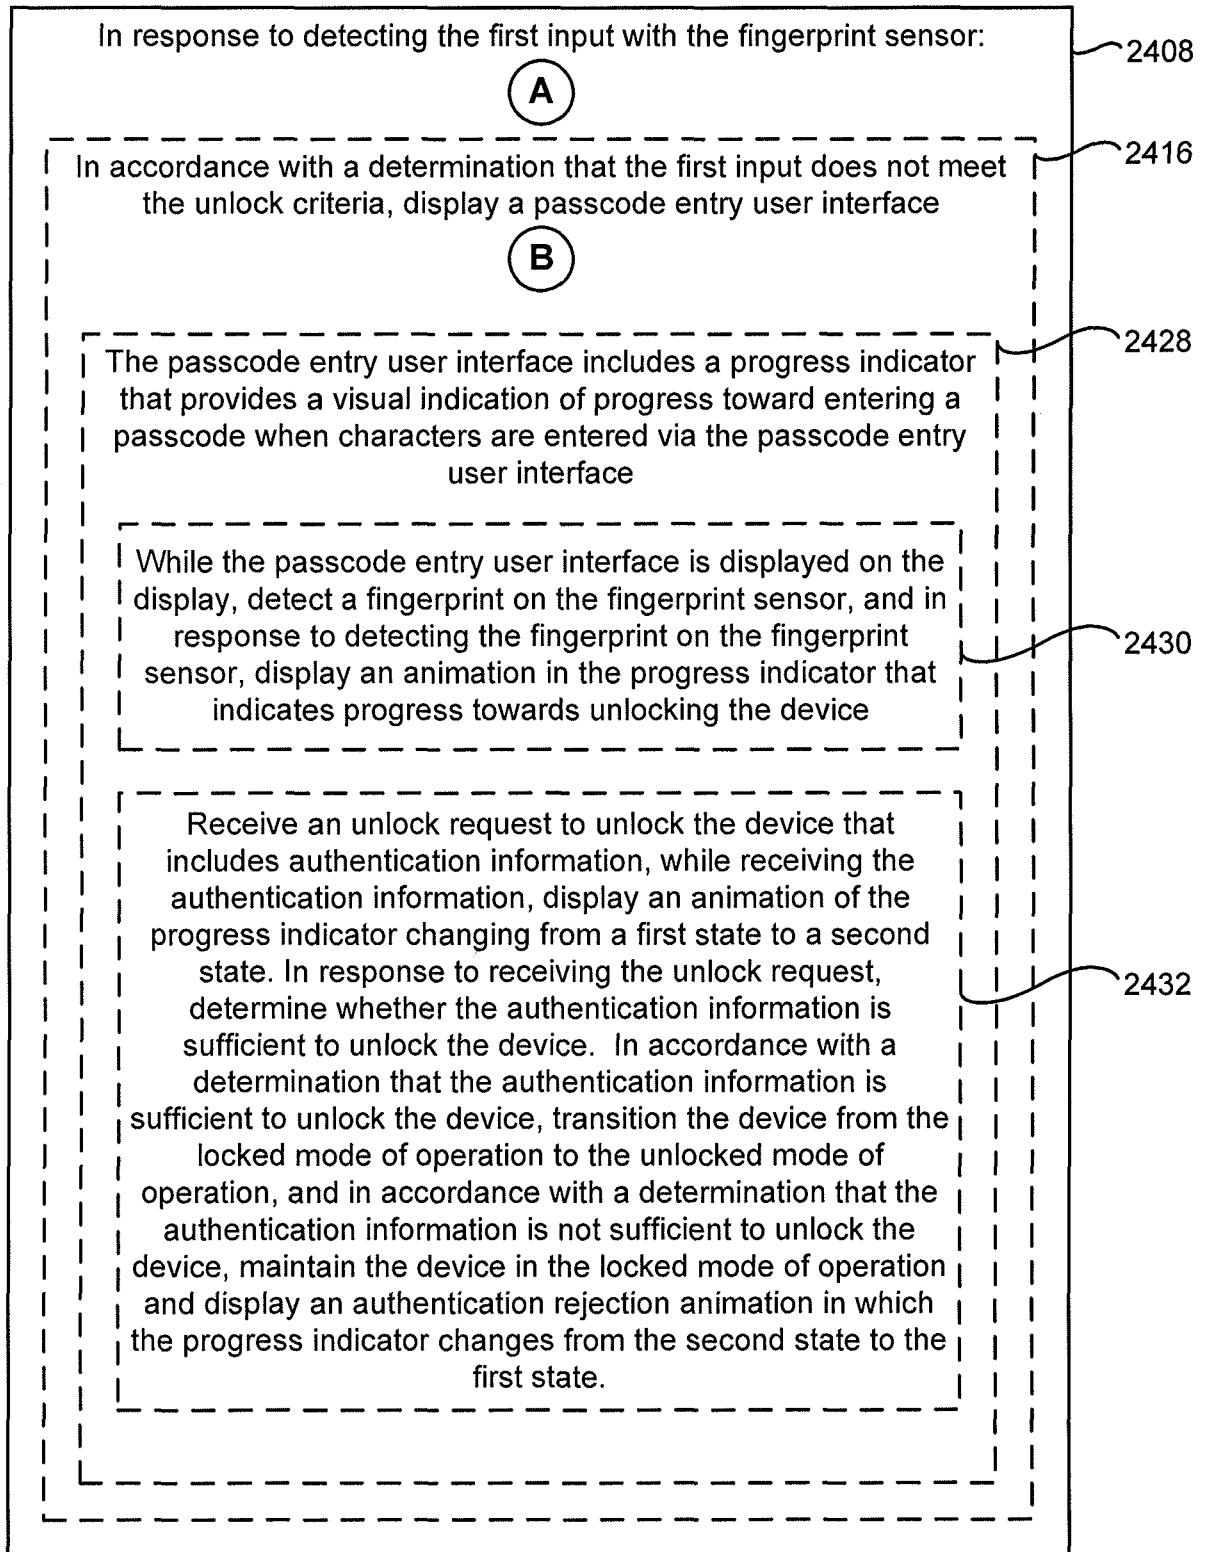 In response to detecting the first input with the fingerprint sensor:
2408
A
2416
In accordance with a determination that the first input does not meet
the unlock criteria, display a passcode entry user interface
B
2428
The passcode entry user interface includes a progress indicator
that provides a visual indication of progress toward entering a
passcode when characters are entered via the passcode entry
user interface
While the passcode entry user interface is displayed on the
display, detect a fingerprint on the fingerprint sensor, and in
response to detecting the fingerprint on the fingerprint
sensor, display an animation in the progress indicator that
indicates progress towards unlocking the device
2430
Receive an unlock request to unlock the device that
includes authentication information, while receiving the
authentication information, display an animation of the
progress indicator changing from a first state to a second
state. In response to receiving the unlock request,
determine whether the authentication information is
sufficient to unlock the device.  In accordance with a
determination that the authentication information is
sufficient to unlock the device, transition the device from the
locked mode of operation to the unlocked mode of
operation, and in accordance with a determination that the
authentication information is not sufficient to unlock the
device, maintain the device in the locked mode of operation
and display an authentication rejection animation in which
the progress indicator changes from the second state to the
first state.
2432